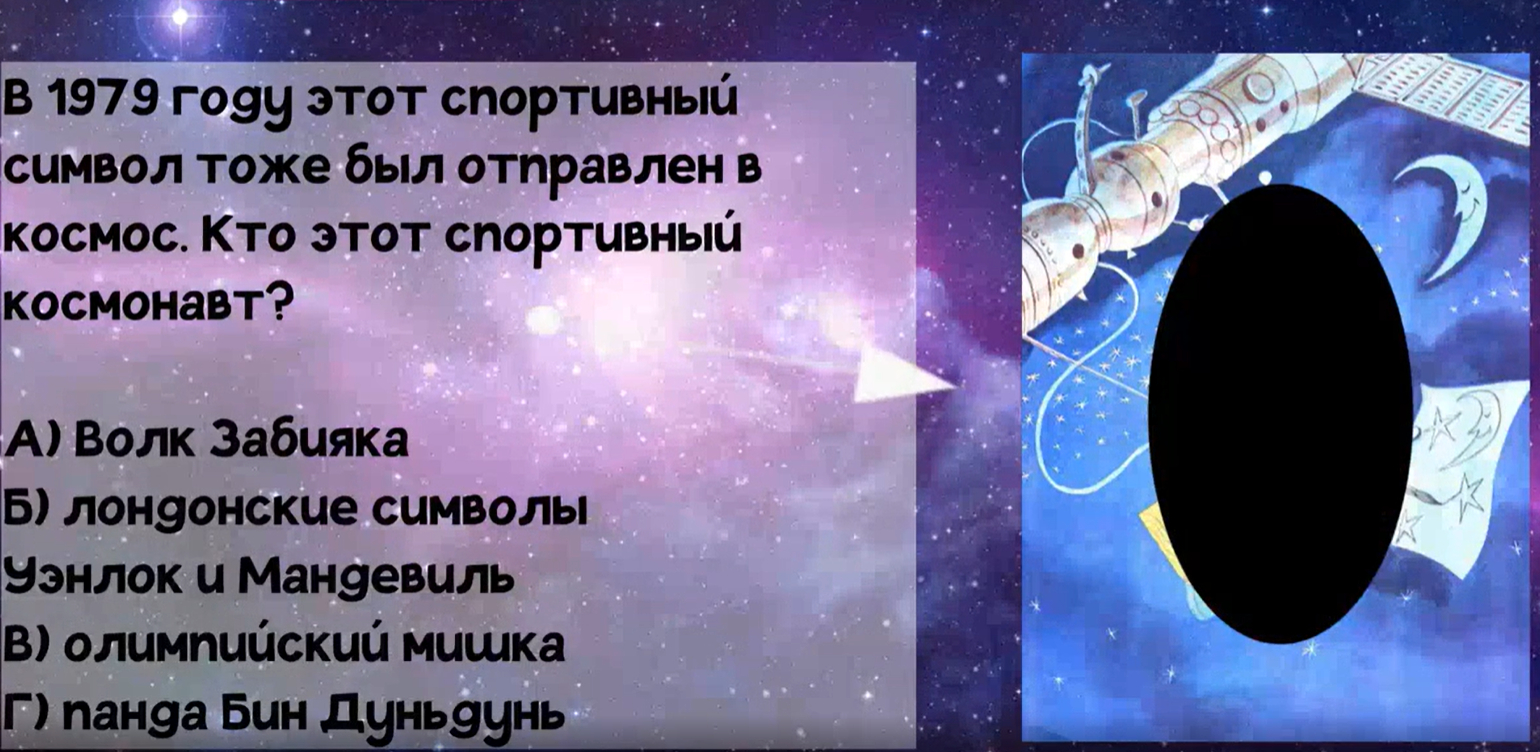 В 1979 году этот спортивный
символ тоже был отправлен в
космос. Кто этот спортивный
космонавт?
А) Волк Забияка
Б) лондонские символы
Уэнлок и Мандевиль
В) олимпийский мишка
Г) панда Бин Дуньдунь